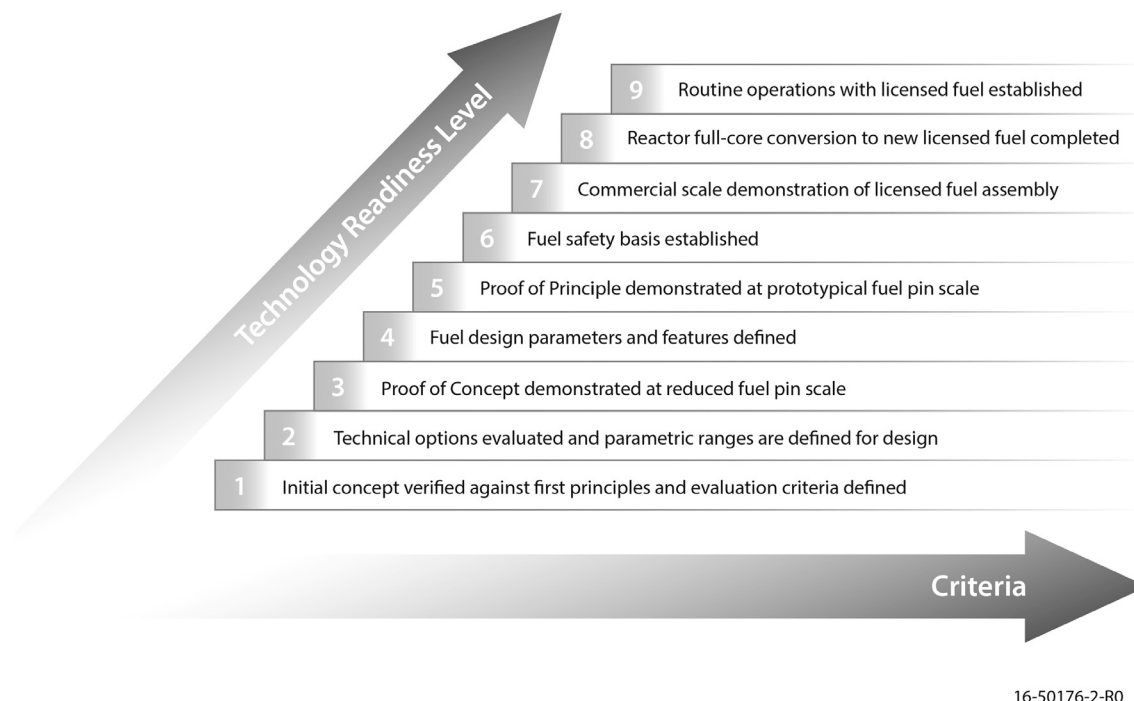 Technology Readiness Level
9 Routine operations with licensed fuel established
8 Reactor full-core conversion to new licensed fuel completed
7 Commercial scale demonstration of licensed fuel assembly
6 Fuel safety basis established
5 Proof of Principle demonstrated at prototypical fuel pin scale
4 Fuel design parameters and features defined
3 Proof of Concept demonstrated at reduced fuel pin scale
2 Technical options evaluated and parametric ranges are defined for design
1 Initial concept verified against first principles and evaluation criteria defined
Criteria
16-50176-2-R0